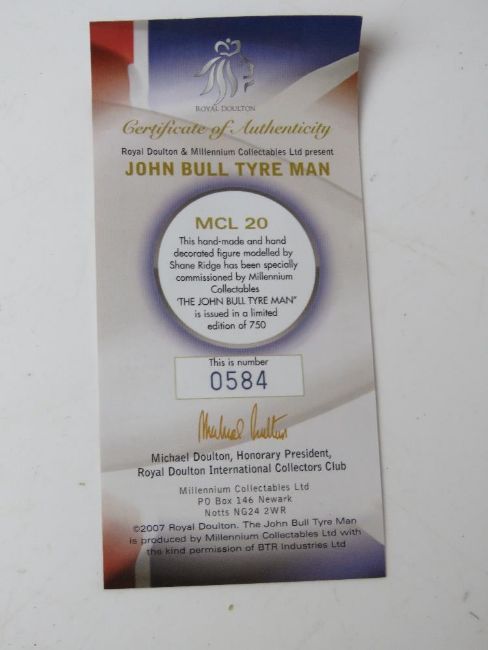 ROYAL DOULTON
Certificate of Authenticity
Royal Doulton & Millennium Collectables Ltd present
JOHN BULL TYRE MAN
MCL 20
This hand-made and hand
decorated figure modelled by
Shane Ridge has been specially
commissioned by Millennium
Collectables
'THE JOHN BULL TYRE MAN"
is issued in a limited
edition of 750
This is number
0584
Michael Doulton
Michael Doulton, Honorary President,
Royal Doulton International Collectors Club
Millennium Collectables Ltd
PO Box 146 Newark
Notts NG24 2WR
©2007 Royal Doulton. The John Bull Tyre Man
is produced by Millennium Collectables Ltd with
the kind permission of BTR Industries Ltd